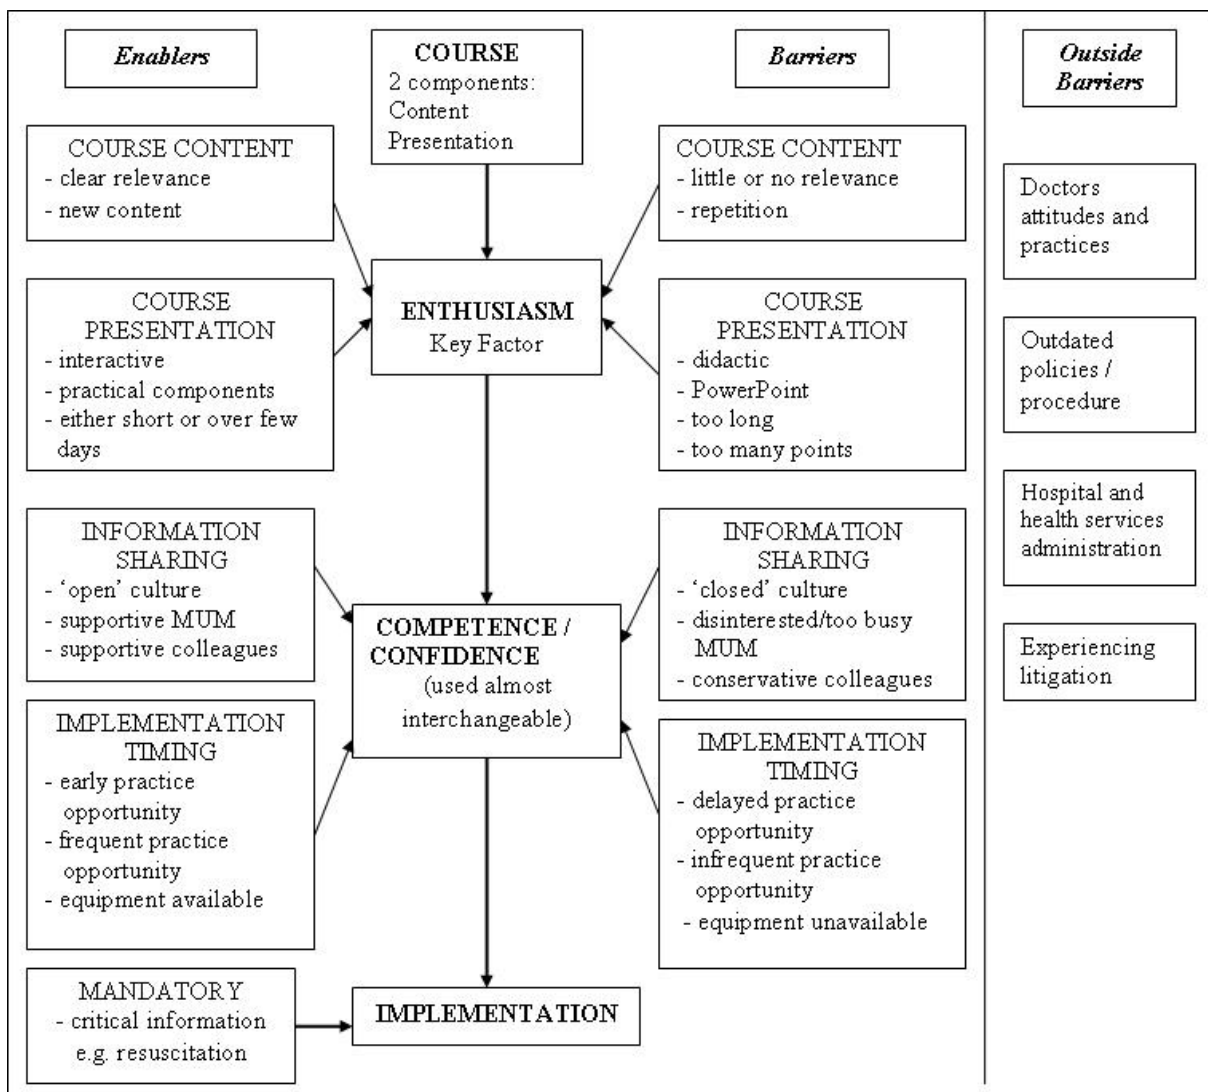 Enablers
COURSE
2 components:
Content
Presentation
Barriers
Outside
Barriers
COURSE CONTENT
- clear relevance
- new content
COURSE CONTENT
- little or no relevance
- repetition
Doctors
attitudes and
practices
ENTHUSIASM
Key Factor
COURSE
PRESENTATION
- interactive
- practical components
- either short or over few
days
COURSE
PRESENTATION
- didactic
- PowerPoint
- too long
- too many points
Outdated
policies /
procedure
INFORMATION
SHARING
- ‘open’ culture
- supportive MUM
- supportive colleagues
INFORMATION
SHARING
- ‘closed’ culture
- disinterested/too busy
MUM
- conservative colleagues
Hospital and
health services
administration
COMPETENCE /
CONFIDENCE
(used almost
interchangeable)
Experiencing
litigation
IMPLEMENTATION
TIMING
- early practice
opportunity
- frequent practice
opportunity
- equipment available
IMPLEMENTATION
TIMING
- delayed practice
opportunity
- infrequent practice
opportunity
- equipment unavailable
MANDATORY
- critical information
e.g. resuscitation
IMPLEMENTATION